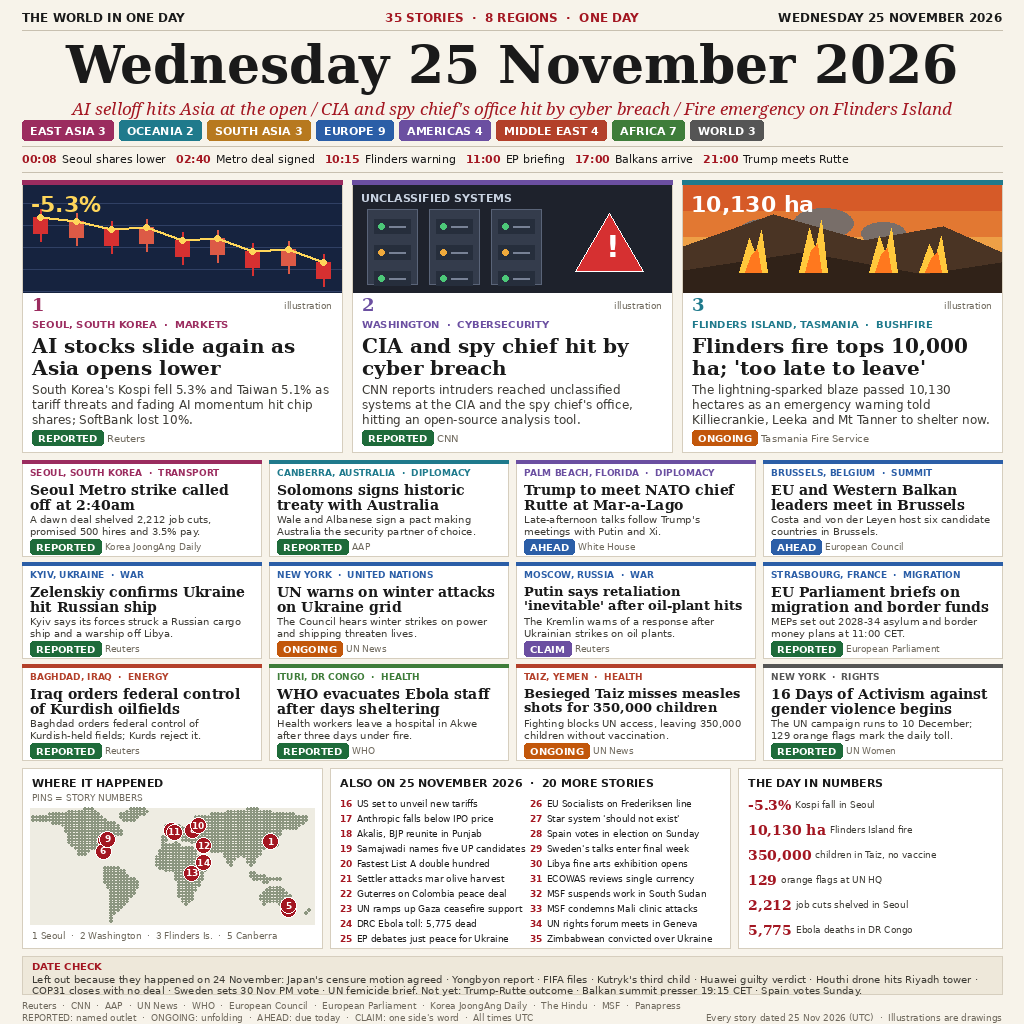 THE WORLD IN ONE DAY
35 STORIES · 8 REGIONS · ONE DAY
WEDNESDAY 25 NOVEMBER 2026
Wednesday 25 November 2026
AI selloff hits Asia at the open / CIA and spy chief's office hit by cyber breach / Fire emergency on Flinders Island
EAST ASIA 3 OCEANIA 2 SOUTH ASIA 3 EUROPE 9 AMERICAS 4 MIDDLE EAST 4 AFRICA 7 WORLD 3
00:08 Seoul shares lower 02:40 Metro deal signed 10:15 Flinders warning 11:00 EP briefing 17:00 Balkans arrive 21:00 Trump meets Rutte
-5.3%
1
illustration
SEOUL, SOUTH KOREA · MARKETS
AI stocks slide again as
Asia opens lower
South Korea's Kospi fell 5.3% and Taiwan 5.1% as
tariff threats and fading AI momentum hit chip
shares; SoftBank lost 10%.
REPORTED Reuters
UNCLASSIFIED SYSTEMS
!
2
illustration
WASHINGTON · CYBERSECURITY
CIA and spy chief hit by
cyber breach
CNN reports intruders reached unclassified
systems at the CIA and the spy chief's office,
hitting an open-source analysis tool.
REPORTED CNN
10,130 ha
3
illustration
FLINDERS ISLAND, TASMANIA · BUSHFIRE
Flinders fire tops 10,000
ha; 'too late to leave'
The lightning-sparked blaze passed 10,130
hectares as an emergency warning told
Killiecrankie, Leeka and Mt Tanner to shelter now.
ONGOING Tasmania Fire Service
SEOUL, SOUTH KOREA · TRANSPORT
Seoul Metro strike called
off at 2:40am
A dawn deal shelved 2,212 job cuts,
promised 500 hires and 3.5% pay.
REPORTED Korea JoongAng Daily
CANBERRA, AUSTRALIA · DIPLOMACY
Solomons signs historic
treaty with Australia
Wale and Albanese sign a pact making
Australia the security partner of choice.
REPORTED AAP
PALM BEACH, FLORIDA · DIPLOMACY
Trump to meet NATO chief
Rutte at Mar-a-Lago
Late-afternoon talks follow Trump's
meetings with Putin and Xi.
AHEAD White House
BRUSSELS, BELGIUM · SUMMIT
EU and Western Balkan
leaders meet in Brussels
Costa and von der Leyen host six candidate
countries in Brussels.
AHEAD European Council
KYIV, UKRAINE · WAR
Zelenskiy confirms Ukraine
hit Russian ship
Kyiv says its forces struck a Russian cargo
ship and a warship off Libya.
REPORTED Reuters
NEW YORK · UNITED NATIONS
UN warns on winter attacks
on Ukraine grid
The Council hears winter strikes on power
and shipping threaten lives.
ONGOING UN News
MOSCOW, RUSSIA · WAR
Putin says retaliation
'inevitable' after oil-plant hits
The Kremlin warns of a response after
Ukrainian strikes on oil plants.
CLAIM Reuters
STRASBOURG, FRANCE · MIGRATION
EU Parliament briefs on
migration and border funds
MEPs set out 2028-34 asylum and border
money plans at 11:00 CET.
REPORTED European Parliament
BAGHDAD, IRAQ · ENERGY
Iraq orders federal control
of Kurdish oilfields
Baghdad orders federal control of
Kurdish-held fields; Kurds reject it.
REPORTED Reuters
ITURI, DR CONGO · HEALTH
WHO evacuates Ebola staff
after days sheltering
Health workers leave a hospital in Akwe
after three days under fire.
REPORTED WHO
TAIZ, YEMEN · HEALTH
Besieged Taiz misses measles
shots for 350,000 children
Fighting blocks UN access, leaving 350,000
children without vaccination.
ONGOING UN News
NEW YORK · RIGHTS
16 Days of Activism against
gender violence begins
The UN campaign runs to 10 December;
129 orange flags mark the daily toll.
REPORTED UN Women
WHERE IT HAPPENED
PINS = STORY NUMBERS
9
6
11
10
12
14
13
1
5
1 Seoul · 2 Washington · 3 Flinders Is. · 5 Canberra
ALSO ON 25 NOVEMBER 2026 · 20 MORE STORIES
16 US set to unveil new tariffs
17 Anthropic falls below IPO price
18 Akalis, BJP reunite in Punjab
19 Samajwadi names five UP candidates
20 Fastest List A double hundred
21 Settler attacks mar olive harvest
22 Guterres on Colombia peace deal
23 UN ramps up Gaza ceasefire support
24 DRC Ebola toll: 5,775 dead
25 EP debates just peace for Ukraine
26 EU Socialists on Frederiksen line
27 Star system 'should not exist'
28 Spain votes in election on Sunday
29 Sweden's talks enter final week
30 Libya fine arts exhibition opens
31 ECOWAS reviews single currency
32 MSF suspends work in South Sudan
33 MSF condemns Mali clinic attacks
34 UN rights forum meets in Geneva
35 Zimbabwean convicted over Ukraine
THE DAY IN NUMBERS
-5.3% Kospi fall in Seoul
10,130 ha Flinders Island fire
350,000 children in Taiz, no vaccine
129 orange flags at UN HQ
2,212 job cuts shelved in Seoul
5,775 Ebola deaths in DR Congo
DATE CHECK
Left out because they happened on 24 November: Japan's censure motion agreed · Yongbyon report · FIFA files · Kutryk's third child · Huawei guilty verdict · Houthi drone hits Riyadh tower ·
COP31 closes with no deal · Sweden sets 30 Nov PM vote · UN femicide brief. Not yet: Trump-Rutte outcome · Balkan summit presser 19:15 CET · Spain votes Sunday.
Reuters · CNN · AAP · UN News · WHO · European Council · European Parliament · Korea JoongAng Daily · The Hindu · MSF · Panapress
REPORTED: named outlet · ONGOING: unfolding · AHEAD: due today · CLAIM: one side's word · All times UTC
Every story dated 25 Nov 2026 (UTC) · Illustrations are drawings